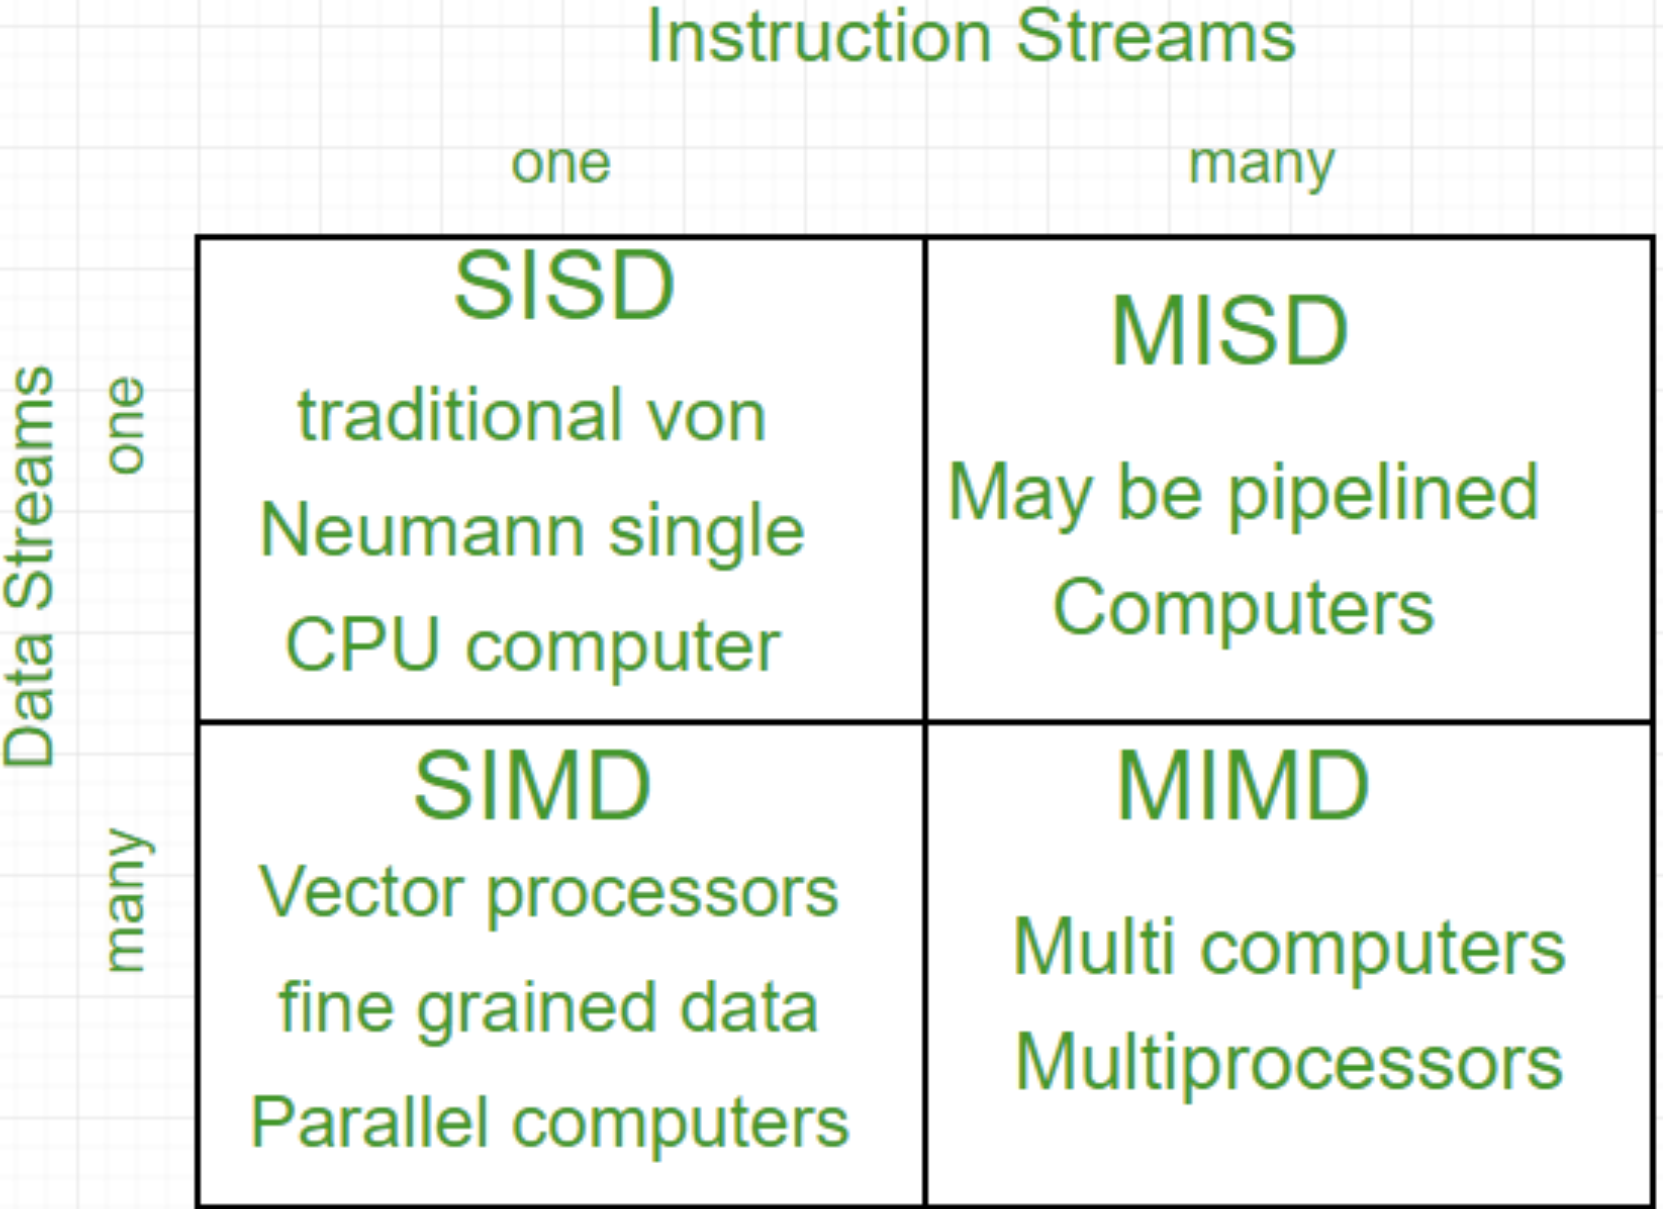 Instruction Streams
one
many
Data Streams
one
many
SISD
traditional von
Neumann single
CPU computer
MISD
May be pipelined
Computers
SIMD
Vector processors
fine grained data
Parallel computers
MIMD
Multi computers
Multiprocessors